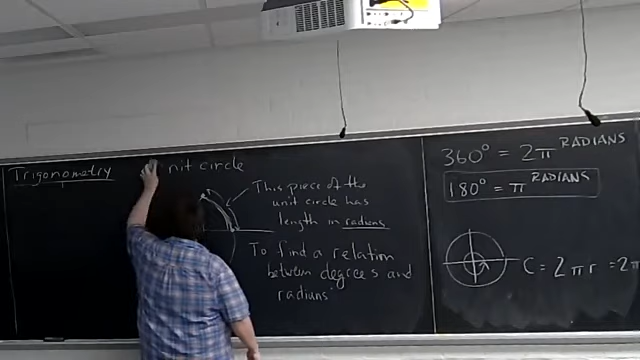 Trigonometry
nit circle
This piece of the
unit circle has
length in radians
To find a relation
between degrees and
radians
360° = 2π RADIANS
180° = π RADIANS
C = 2πr = 2π